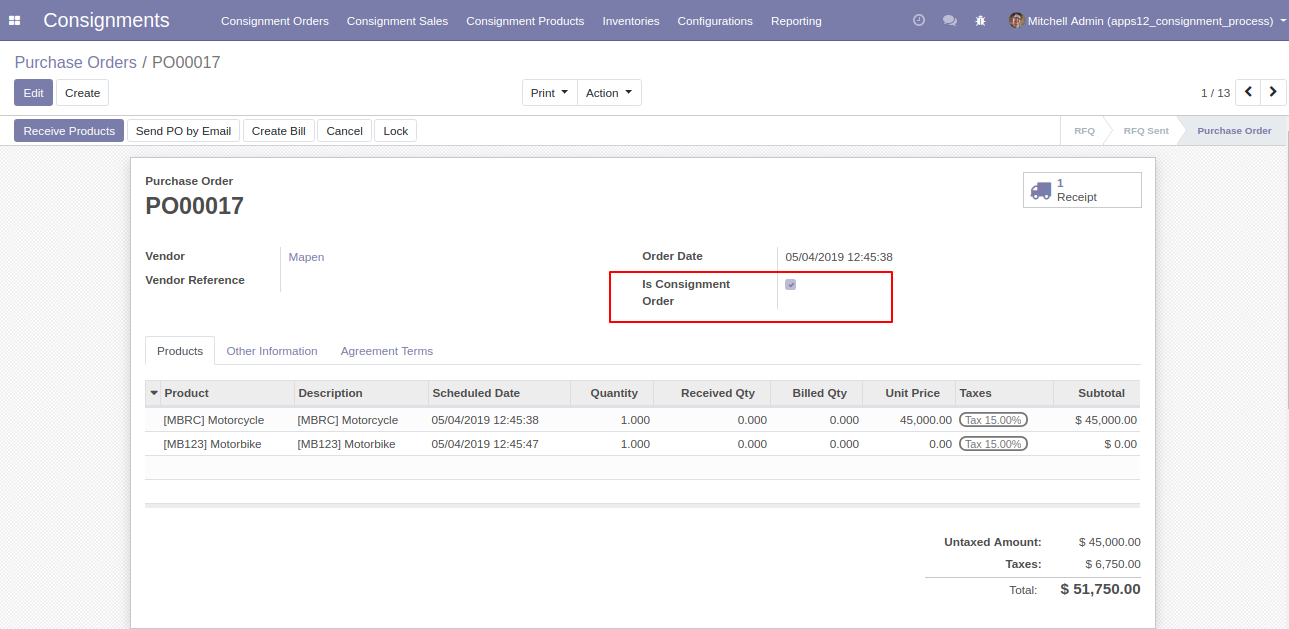 Consignments Consignment Orders Consignment Sales Consignment Products Inventories Configurations Reporting Mitchell Admin (apps12_consignment_process)
Purchase Orders / PO00017
Edit Create Print Action 1 / 13
Receive Products Send PO by Email Create Bill Cancel Lock RFQ RFQ Sent Purchase Order
Purchase Order
PO00017
1
Receipt
Vendor Mapen Order Date 05/04/2019 12:45:38
Vendor Reference Is Consignment
Order
Products Other Information Agreement Terms
Product Description Scheduled Date Quantity Received Qty Billed Qty Unit Price Taxes Subtotal
[MBRC] Motorcycle [MBRC] Motorcycle 05/04/2019 12:45:38 1.000 0.000 0.000 45,000.00 Tax 15.00% $ 45,000.00
[MB123] Motorbike [MB123] Motorbike 05/04/2019 12:45:47 1.000 0.000 0.000 0.00 Tax 15.00% $ 0.00
Untaxed Amount: $ 45,000.00
Taxes: $ 6,750.00
Total: $ 51,750.00